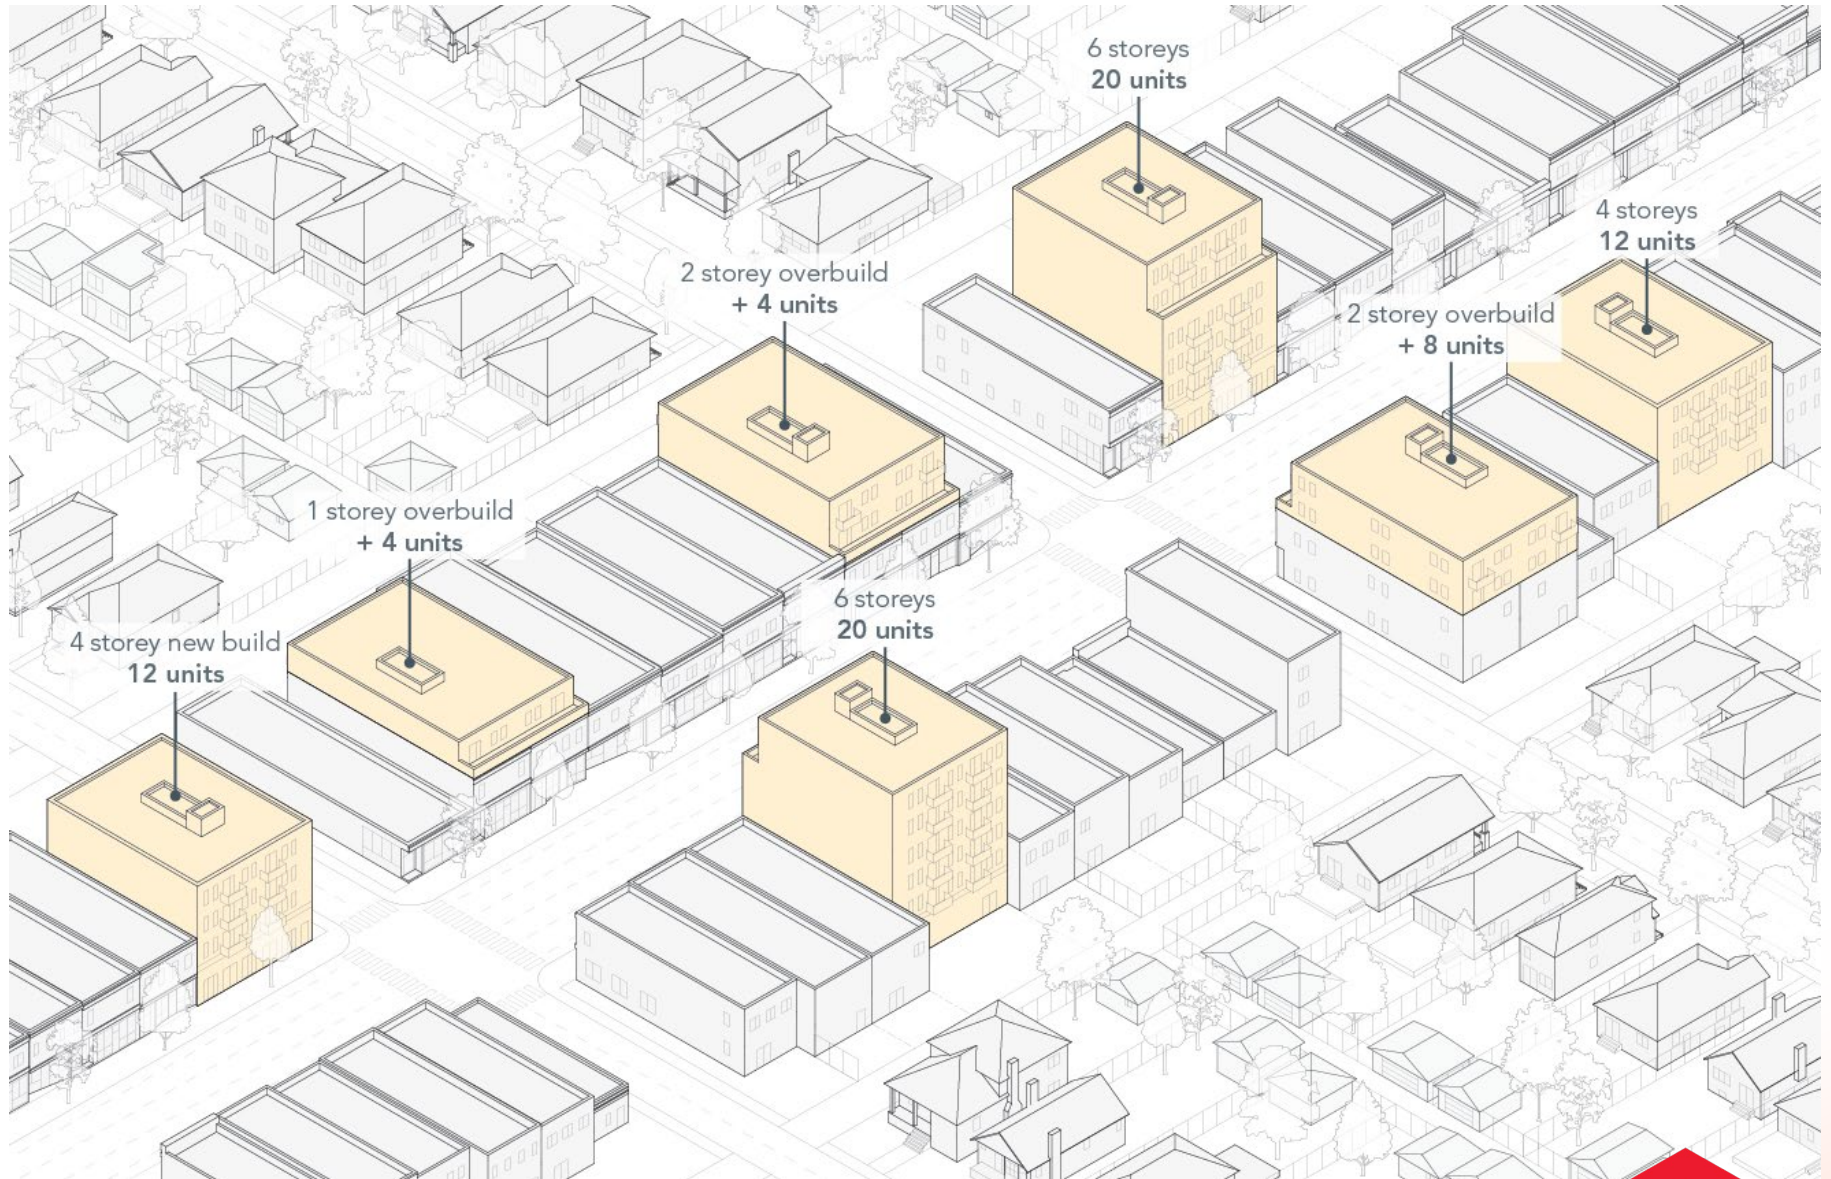 6 storeys
20 units
4 storeys
12 units
2 storey overbuild
+ 4 units
2 storey overbuild
+ 8 units
1 storey overbuild
+ 4 units
6 storeys
20 units
4 storey new build
12 units